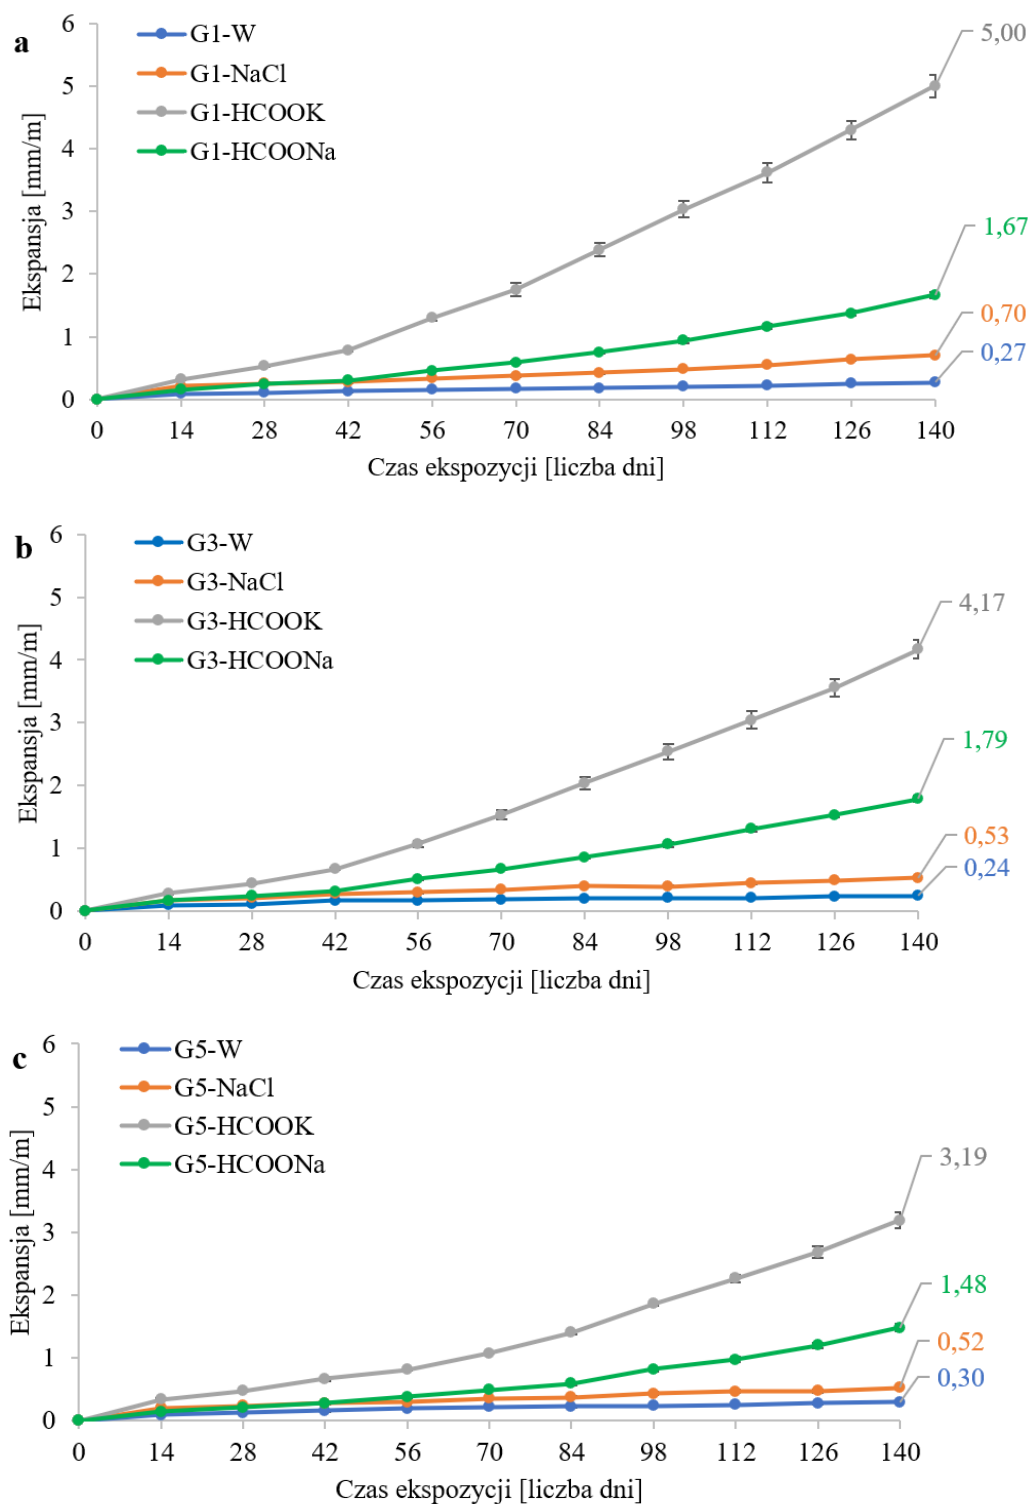 a
G1-W
G1-NaCl
G1-HCOOK
G1-HCOONa
Ekspansja [mm/m]
6
5
4
3
2
1
0
5,00
1,67
0,70
0,27
0 14 28 42 56 70 84 98 112 126 140
Czas ekspozycji [liczba dni]
b
G3-W
G3-NaCl
G3-HCOOK
G3-HCOONa
Ekspansja [mm/m]
6
5
4
3
2
1
0
4,17
1,79
0,53
0,24
0 14 28 42 56 70 84 98 112 126 140
Czas ekspozycji [liczba dni]
c
G5-W
G5-NaCl
G5-HCOOK
G5-HCOONa
Ekspansja [mm/m]
6
5
4
3
2
1
0
3,19
1,48
0,52
0,30
0 14 28 42 56 70 84 98 112 126 140
Czas ekspozycji [liczba dni]